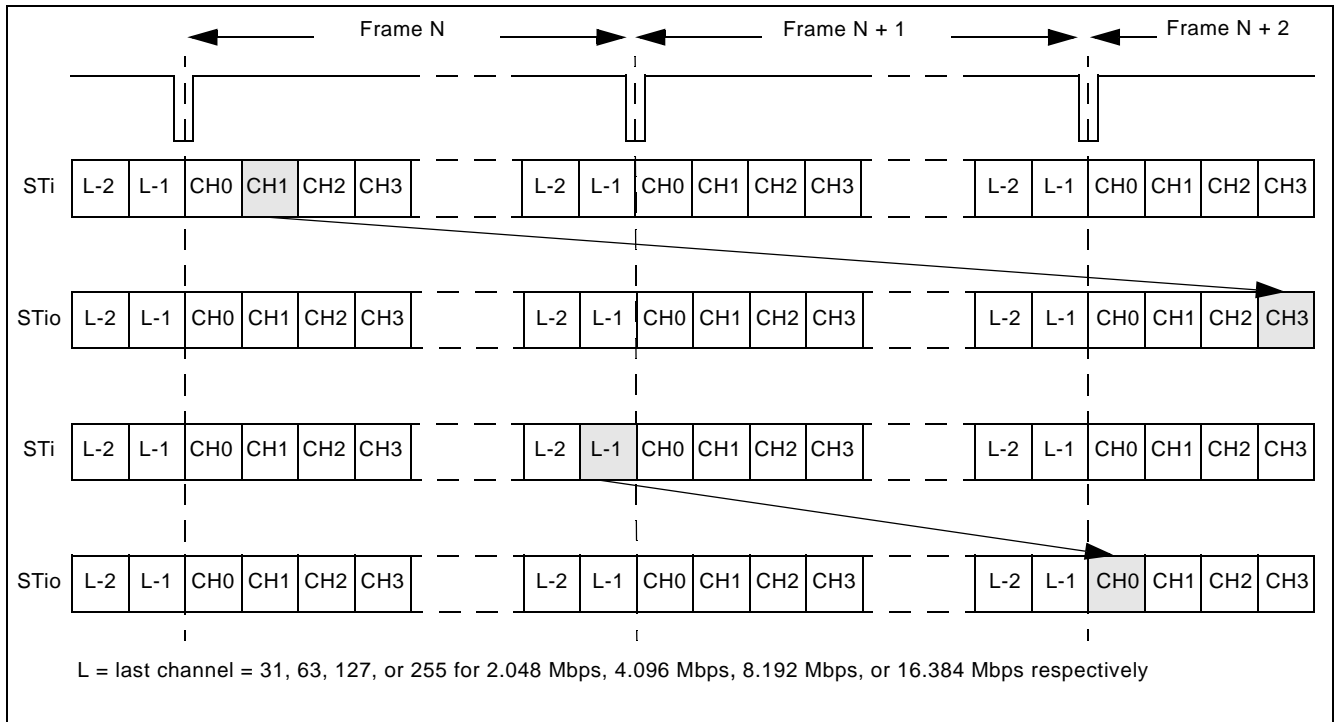 Frame N Frame N + 1 Frame N + 2
STi L-2 L-1 CH0 CH1 CH2 CH3 L-2 L-1 CH0 CH1 CH2 CH3 L-2 L-1 CH0 CH1 CH2 CH3
STio L-2 L-1 CH0 CH1 CH2 CH3 L-2 L-1 CH0 CH1 CH2 CH3 L-2 L-1 CH0 CH1 CH2 CH3
STi L-2 L-1 CH0 CH1 CH2 CH3 L-2 L-1 CH0 CH1 CH2 CH3 L-2 L-1 CH0 CH1 CH2 CH3
STio L-2 L-1 CH0 CH1 CH2 CH3 L-2 L-1 CH0 CH1 CH2 CH3 L-2 L-1 CH0 CH1 CH2 CH3
L = last channel = 31, 63, 127, or 255 for 2.048 Mbps, 4.096 Mbps, 8.192 Mbps, or 16.384 Mbps respectively